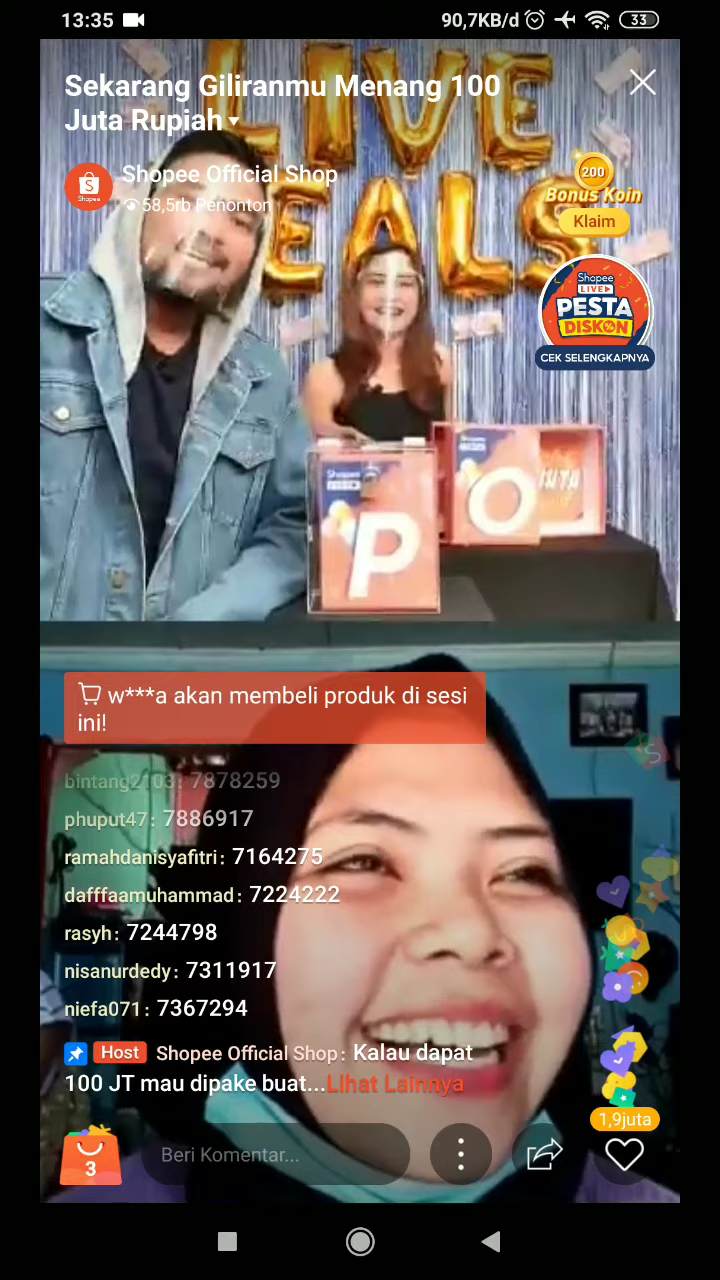 13:35
90,7KB/d
33
LIVE
Sekarang Giliranmu Menang 100
Juta Rupiah
Shopee
Shopee Official Shop
58,5rb Penonton
200
Bonus Koin
Klaim
EALS
Shopee
LIVE
PESTA
DISKON
CEK SELENGKAPNYA
Shopee
P
O
w***a akan membeli produk di sesi
ini!
bintang2103: 7878259
phuput47: 7886917
ramahdanisyafitri: 7164275
dafffaamuhammad: 7224222
rasyh: 7244798
nisanurdedy: 7311917
niefa071: 7367294
Host Shopee Official Shop: Kalau dapat
100 JT mau dipake buat...Lihat Lainnya
1,9juta
3
Beri Komentar...